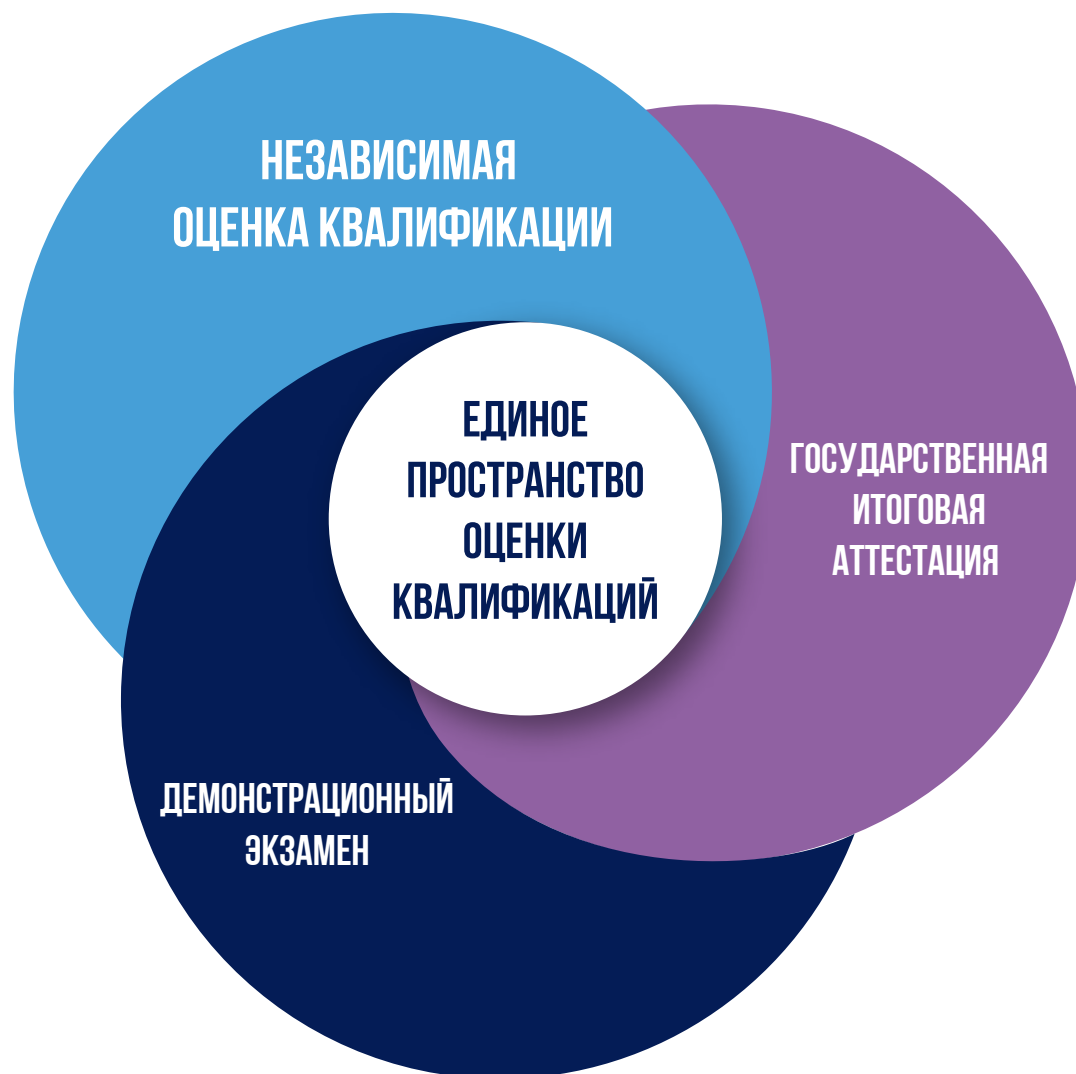 НЕЗАВИСИМАЯ
ОЦЕНКА КВАЛИФИКАЦИИ
ЕДИНОЕ
ПРОСТРАНСТВО
ОЦЕНКИ
КВАЛИФИКАЦИЙ
ГОСУДАРСТВЕННАЯ
ИТОГОВАЯ
АТТЕСТАЦИЯ
ДЕМОНСТРАЦИОННЫЙ
ЭКЗАМЕН